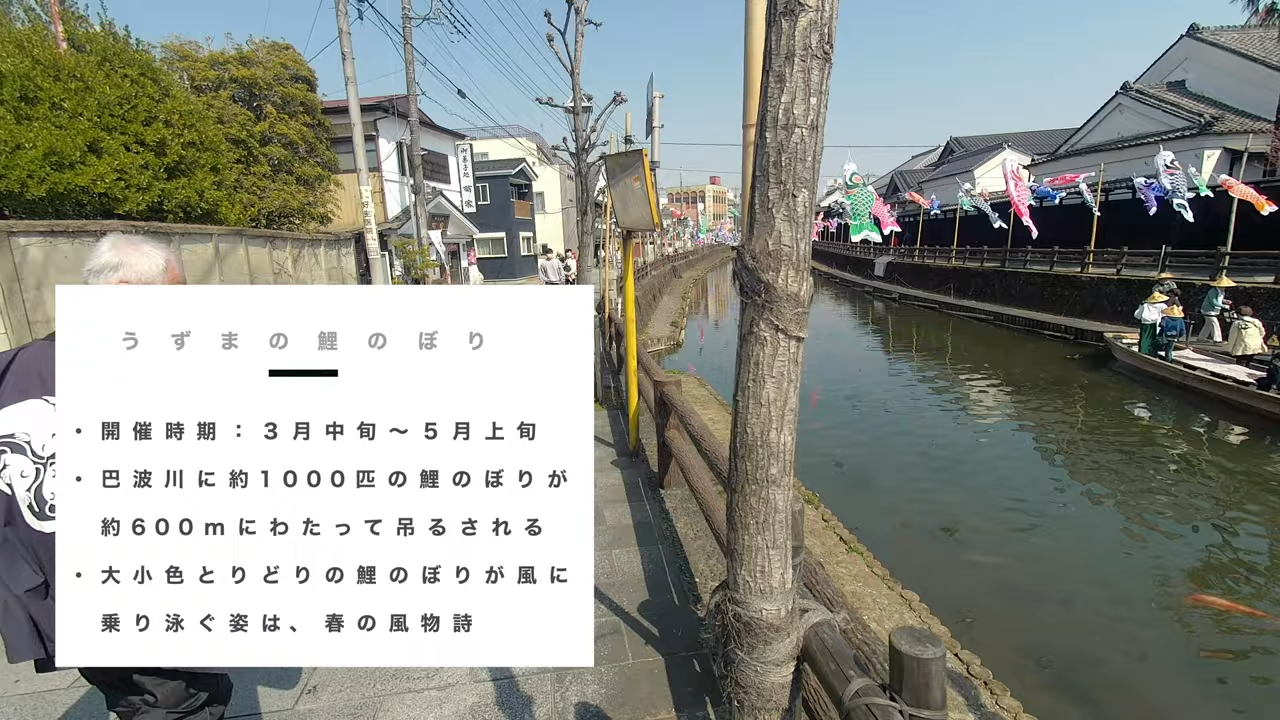 うずまの鯉のぼり
・開催時期：３月中旬〜５月上旬
・巴波川に約1000匹の鯉のぼりが
約600mにわたって吊るされる
・大小色とりどりの鯉のぼりが風に
乗り泳ぐ姿は、春の風物詩